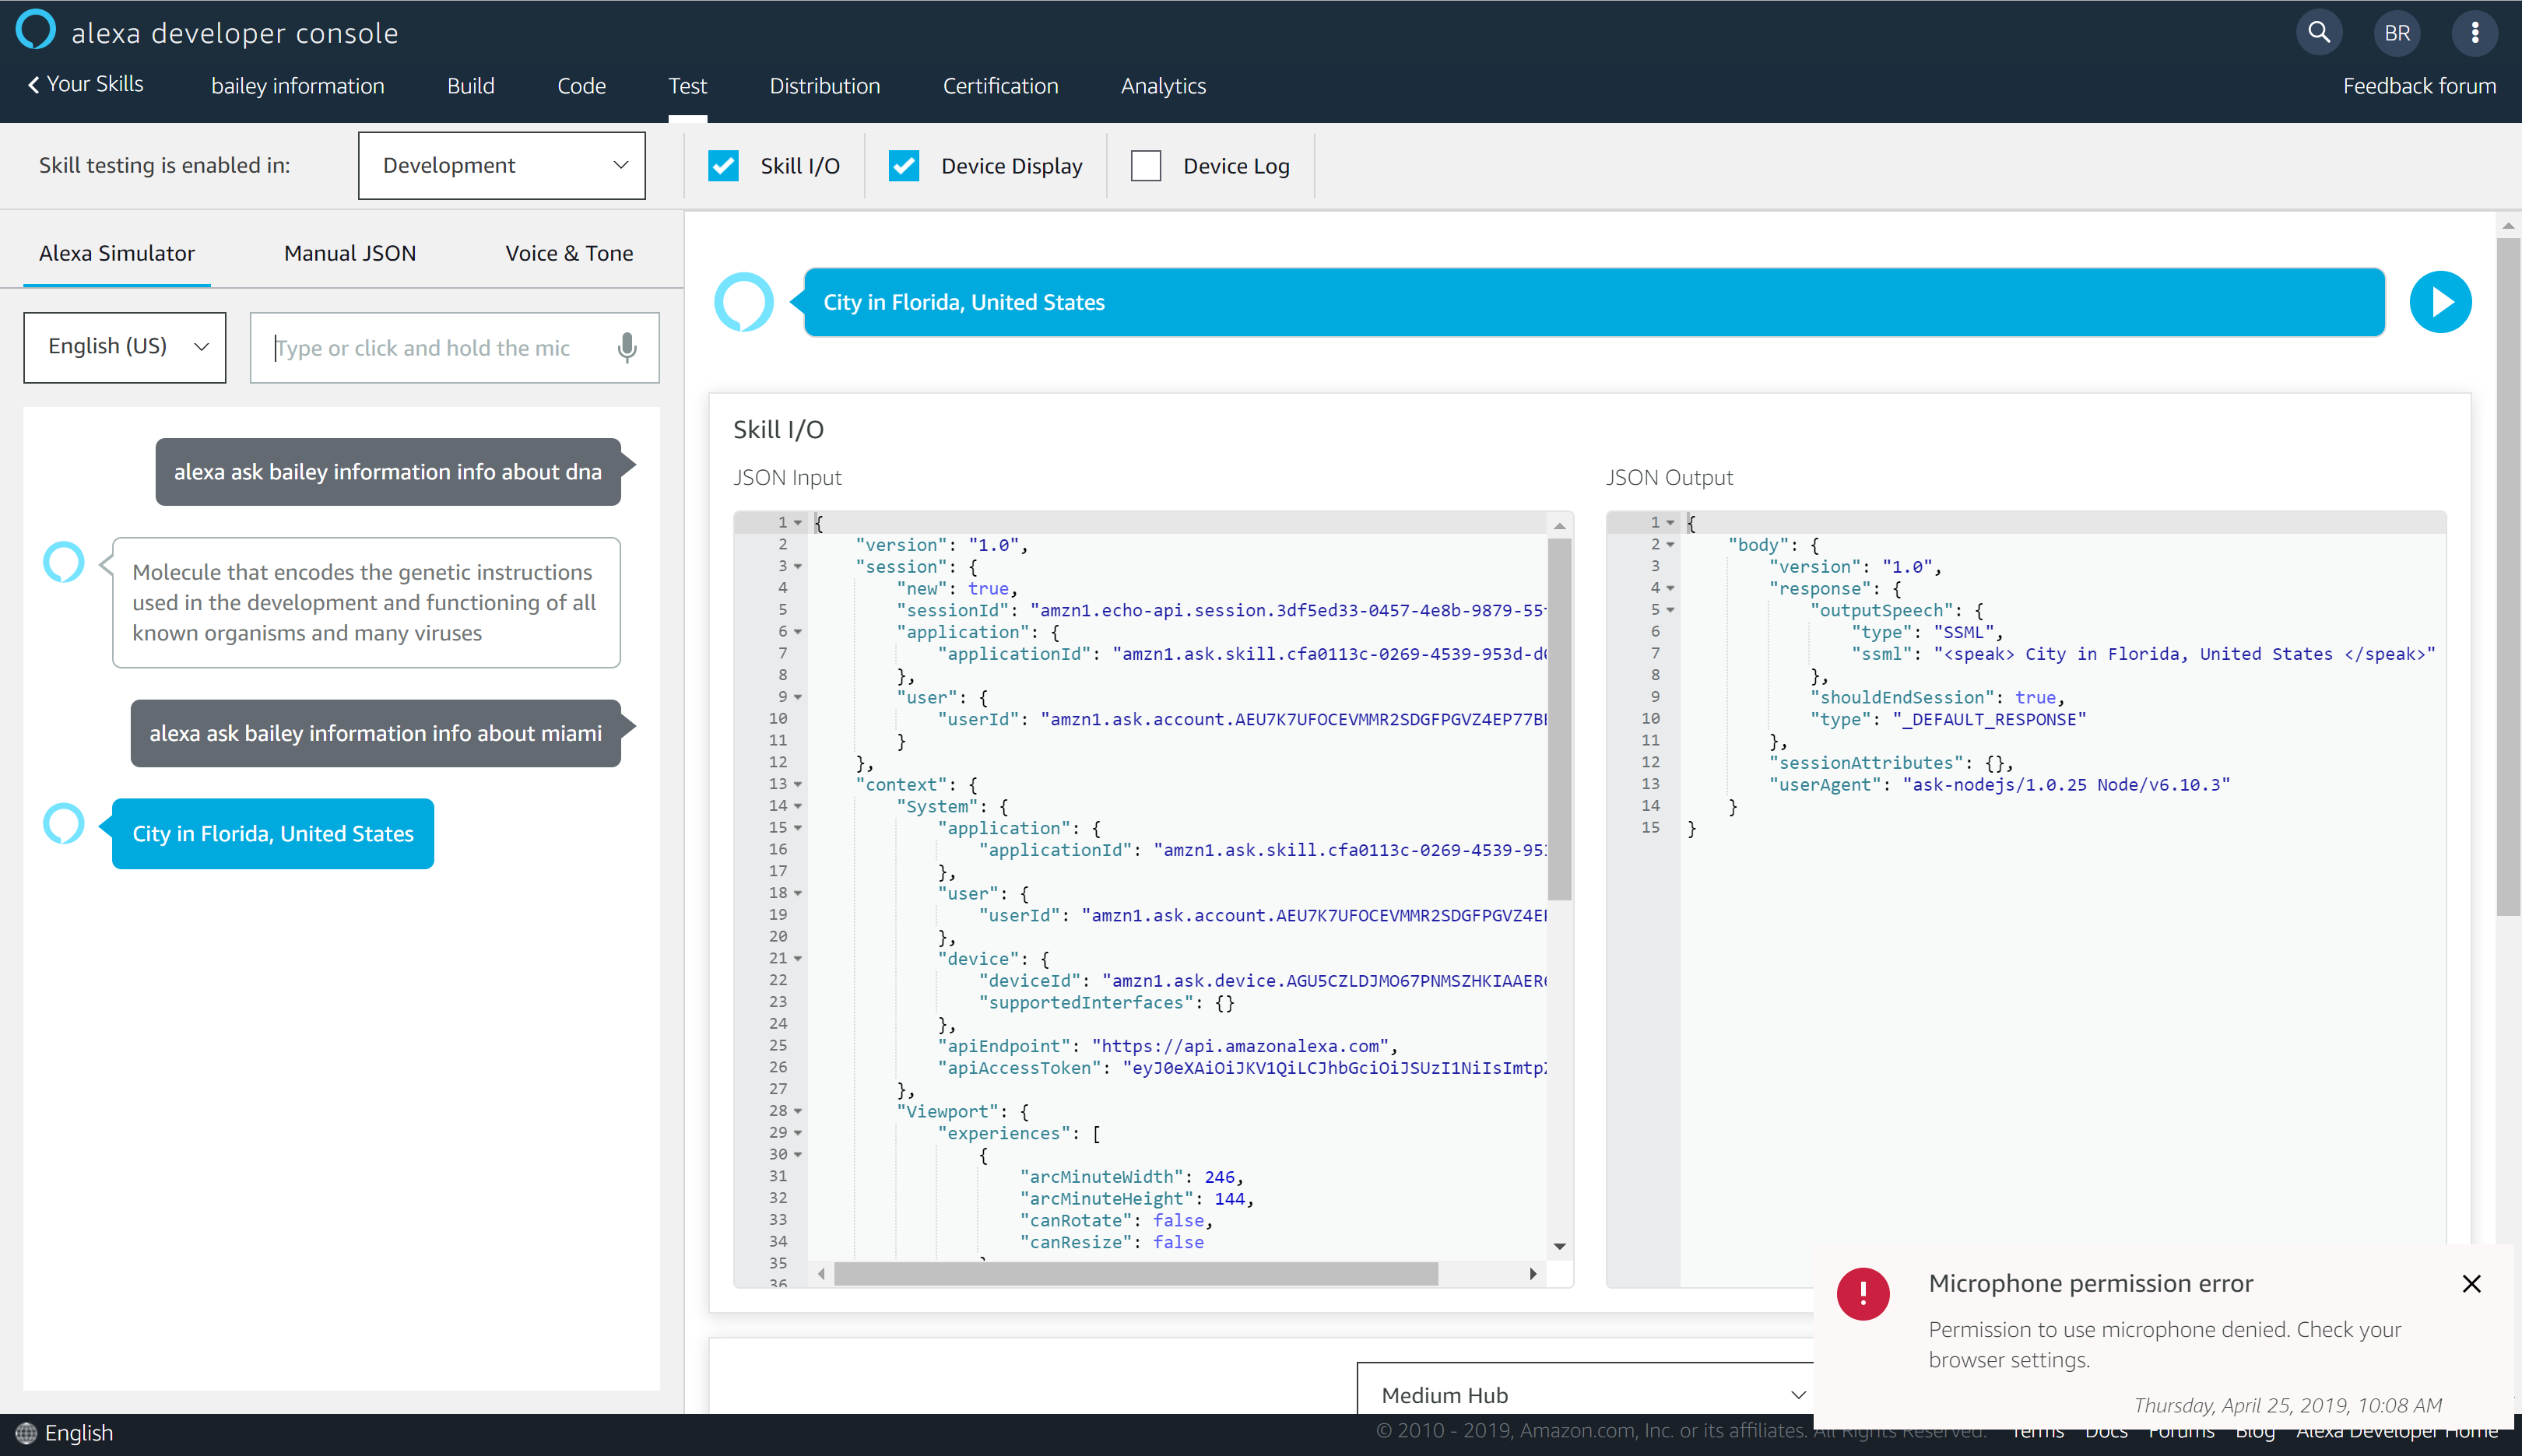 alexa developer console
BR
Your Skills
bailey information
Build
Code
Test
Distribution
Certification
Analytics
Feedback forum
Skill testing is enabled in:
Development
Skill I/O
Device Display
Device Log
Alexa Simulator
Manual JSON
Voice & Tone
English (US)
Type or click and hold the mic
alexa ask bailey information info about dna
Molecule that encodes the genetic instructions
used in the development and functioning of all
known organisms and many viruses
alexa ask bailey information info about miami
City in Florida, United States
City in Florida, United States
Skill I/O
JSON Input
1 {
2 "version": "1.0",
3 "session": {
4 "new": true,
5 "sessionId": "amzn1.echo-api.session.3df5ed33-0457-4e8b-9879-55
6 "application": {
7 "applicationId": "amzn1.ask.skill.cfa0113c-0269-4539-953d-d
8 },
9 "user": {
10 "userId": "amzn1.ask.account.AEU7K7UFOCEVMMR2SDGFPGVZ4EP77B
11 }
12 },
13 "context": {
14 "System": {
15 "application": {
16 "applicationId": "amzn1.ask.skill.cfa0113c-0269-4539-95
17 },
18 "user": {
19 "userId": "amzn1.ask.account.AEU7K7UFOCEVMMR2SDGFPGVZ4E
20 },
21 "device": {
22 "deviceId": "amzn1.ask.device.AGU5CZLDJMO67PNMSZHKIAAER
23 "supportedInterfaces": {}
24 },
25 "apiEndpoint": "https://api.amazonalexa.com",
26 "apiAccessToken": "eyJ0eXAiOiJKV1QiLCJhbGciOiJSUzI1NiIsImtp
27 },
28 "Viewport": {
29 "experiences": [
30 {
31 "arcMinuteWidth": 246,
32 "arcMinuteHeight": 144,
33 "canRotate": false,
34 "canResize": false
35
36
JSON Output
1 {
2 "body": {
3 "version": "1.0",
4 "response": {
5 "outputSpeech": {
6 "type": "SSML",
7 "ssml": "<speak> City in Florida, United States </speak>"
8 },
9 "shouldEndSession": true,
10 "type": "_DEFAULT_RESPONSE"
11 },
12 "sessionAttributes": {},
13 "userAgent": "ask-nodejs/1.0.25 Node/v6.10.3"
14 }
15 }
Medium Hub
Microphone permission error
Permission to use microphone denied. Check your
browser settings.
Thursday, April 25, 2019, 10:08 AM
English
© 2010 - 2019, Amazon.com, Inc. or its affiliates. All Rights Reserved.
Terms
Docs
Forums
Blog
Alexa Developer Home